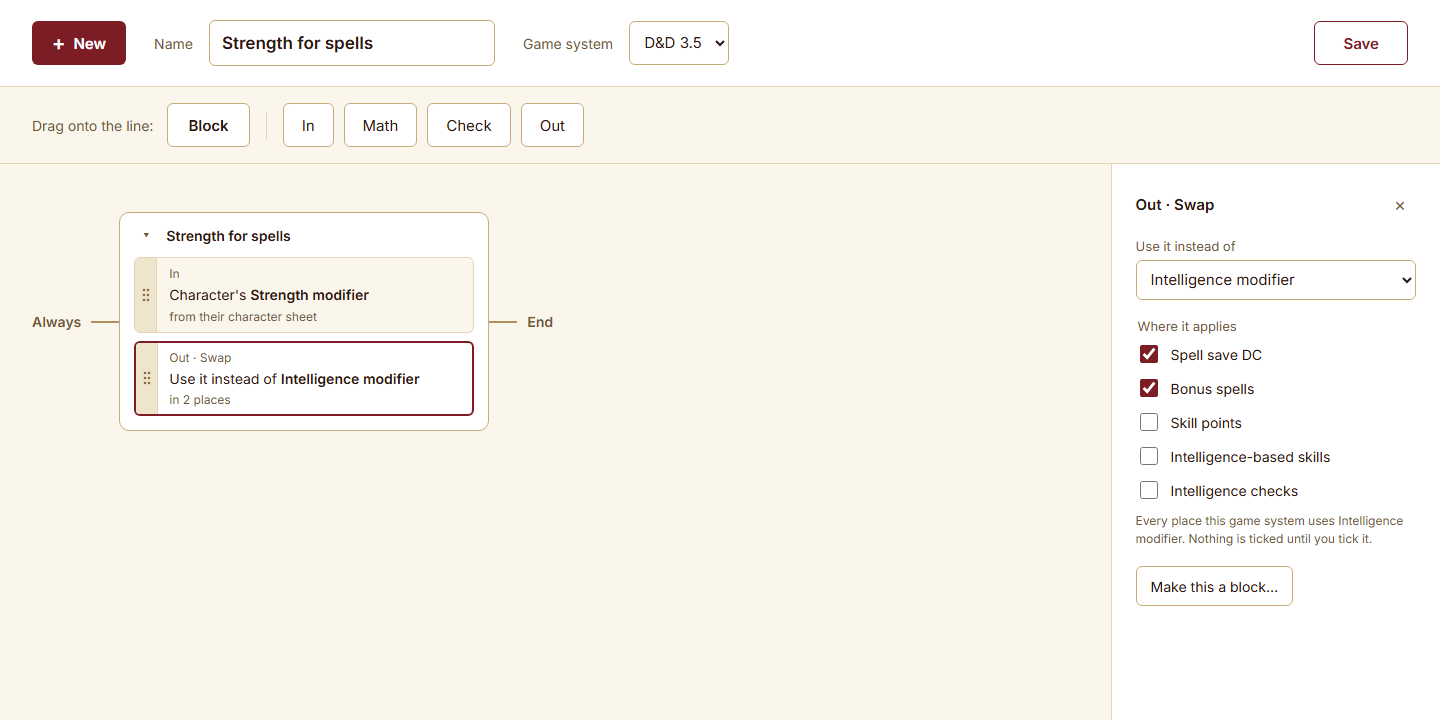 + New
Name
Strength for spells
Game system
D&D 3.5
Save
Drag onto the line:
Block
In
Math
Check
Out
Always
Strength for spells
In
Character's Strength modifier
from their character sheet
Out · Swap
Use it instead of Intelligence modifier
in 2 places
End
Out · Swap
×
Use it instead of
Intelligence modifier
Where it applies
Spell save DC
Bonus spells
Skill points
Intelligence-based skills
Intelligence checks
Every place this game system uses Intelligence
modifier. Nothing is ticked until you tick it.
Make this a block...